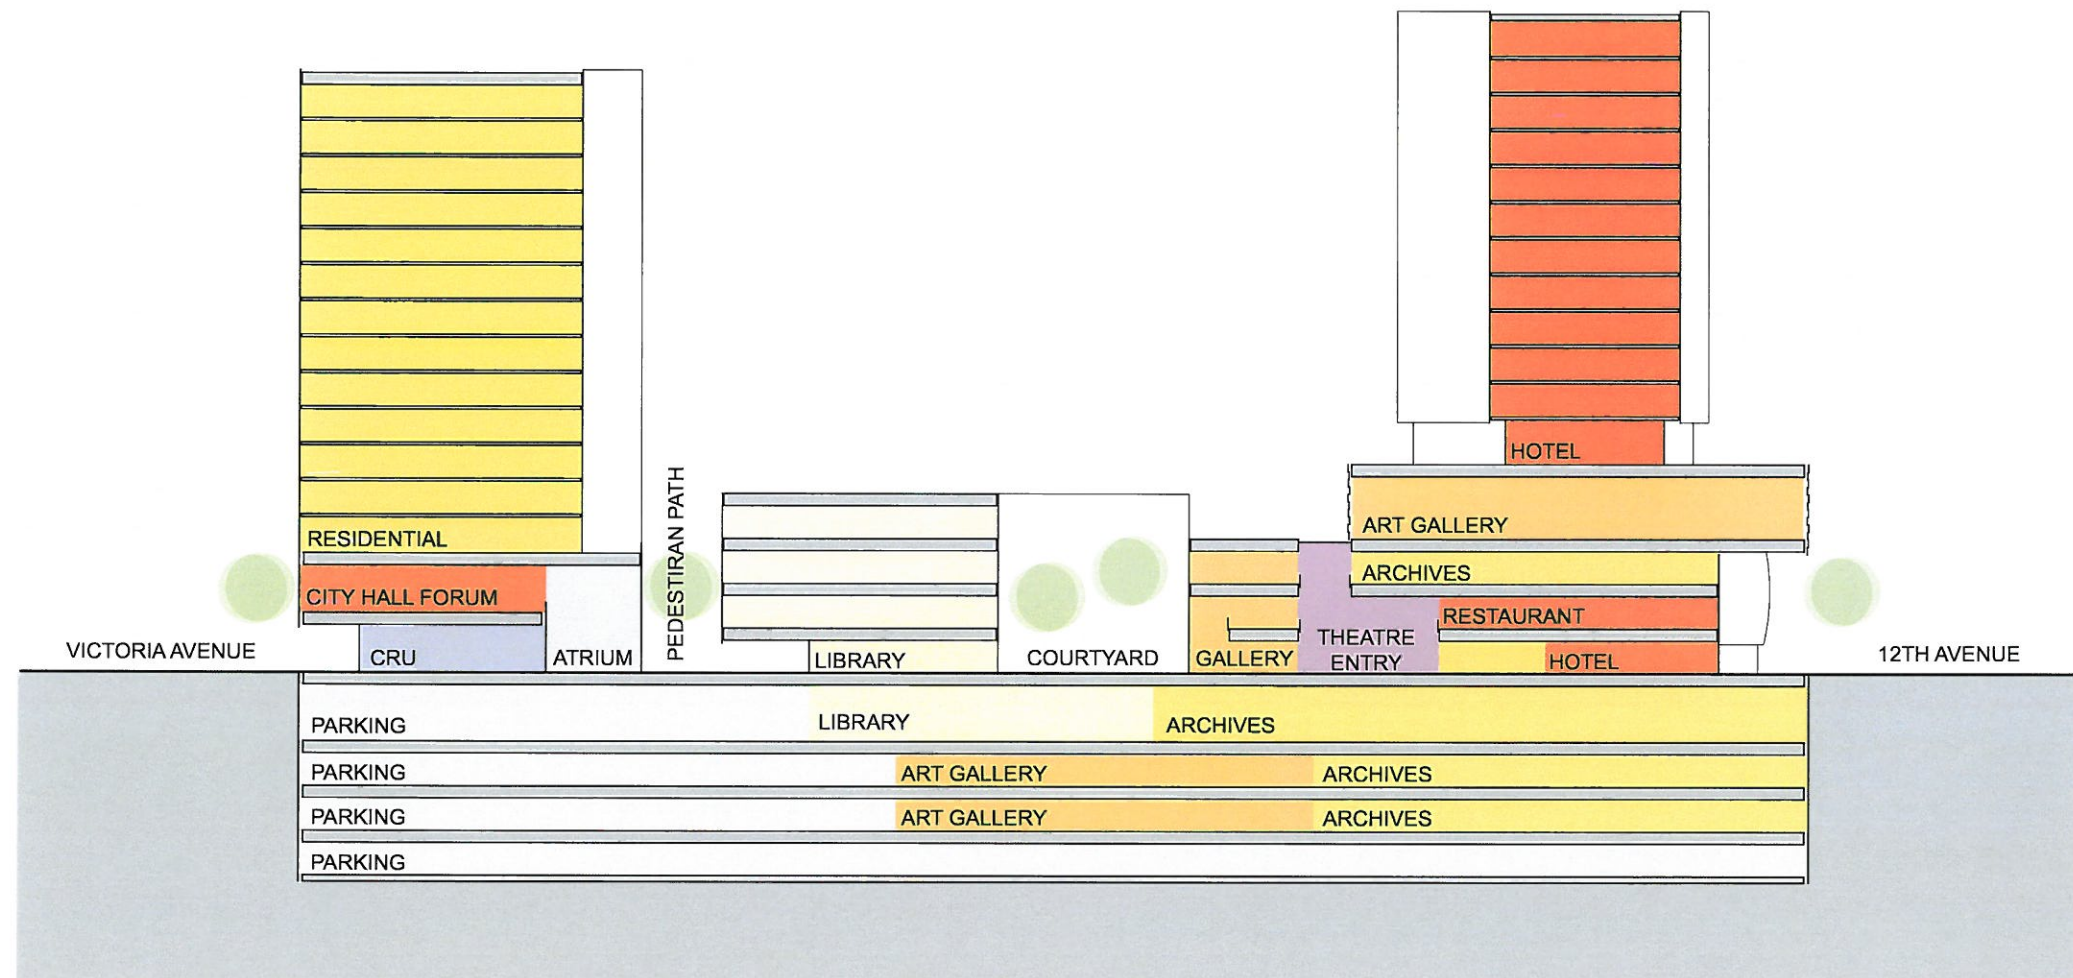 HOTEL
ART GALLERY
RESIDENTIAL
PEDESTIRAN PATH
ARCHIVES
CITY HALL FORUM
RESTAURANT
VICTORIA AVENUE
CRU
ATRIUM
LIBRARY
COURTYARD
GALLERY
THEATRE
ENTRY
HOTEL
12TH AVENUE
PARKING
LIBRARY
ARCHIVES
PARKING
ART GALLERY
ARCHIVES
PARKING
ART GALLERY
ARCHIVES
PARKING